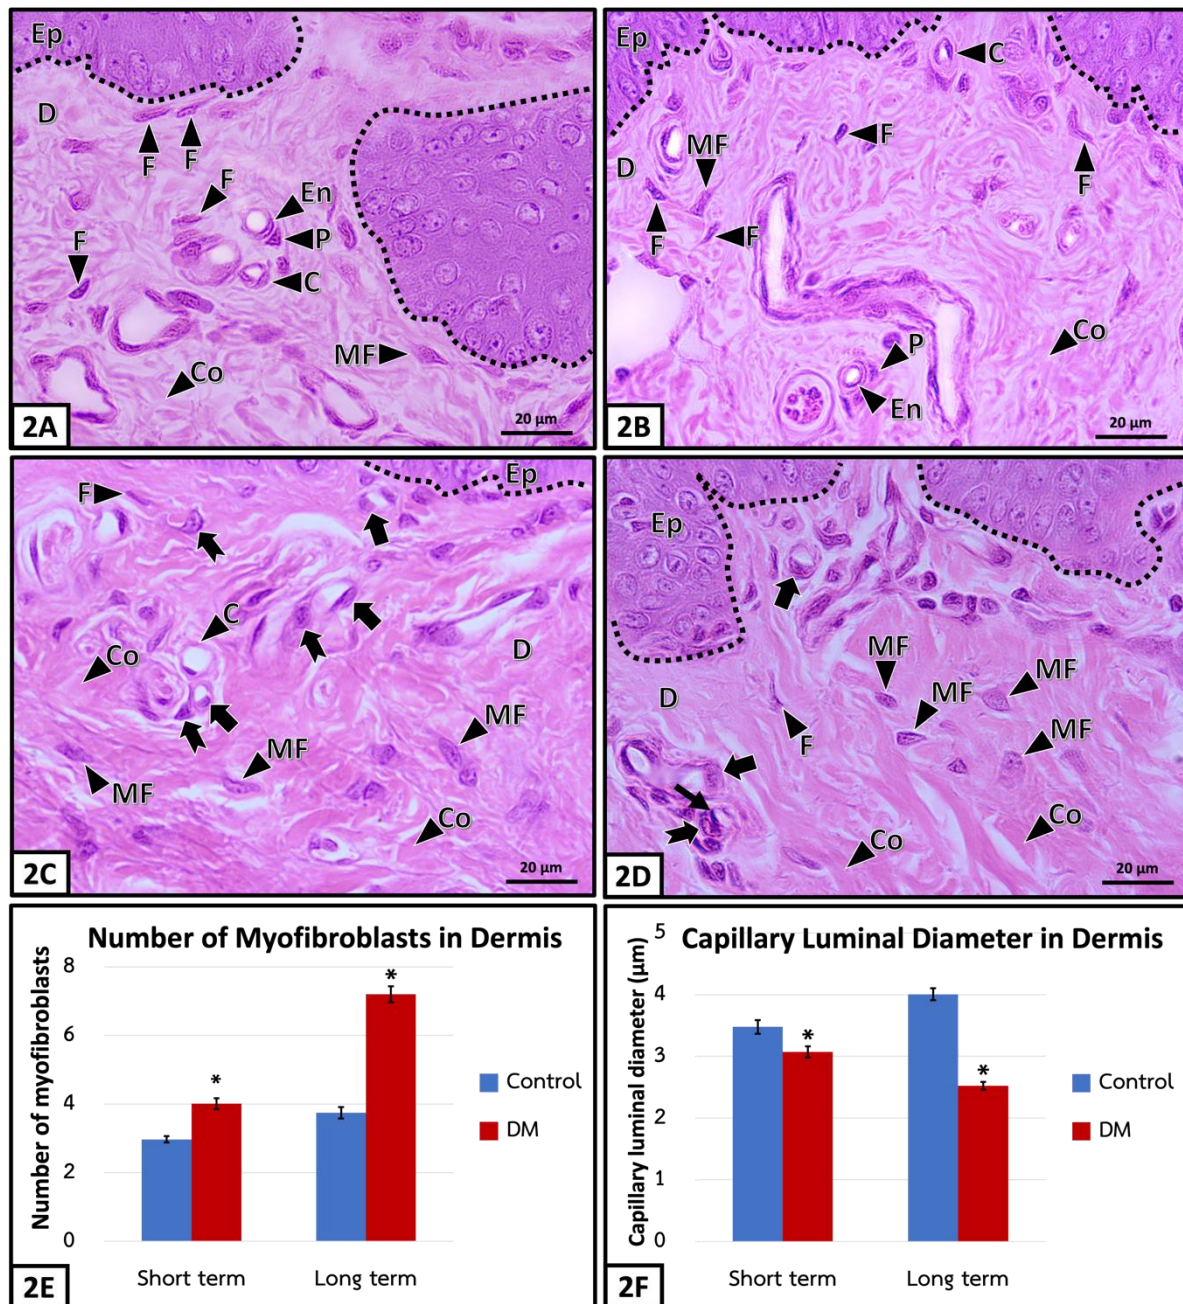 Ep
D
F
F
F
En
P
F
C
MF
Co
2A
20 µm
Ep
C
F
MF
D
F
F
F
Co
P
En
2B
20 µm
Ep
F
C
D
Co
MF
MF
MF
Co
2C
20 µm
Ep
MF
MF
MF
D
F
MF
Co
Co
2D
20 µm
Number of Myofibroblasts in Dermis
Number of myofibroblasts
8
6
4
2
0
*
*
Control
DM
Short term
Long term
2E
Capillary Luminal Diameter in Dermis
Capillary luminal diameter (µm)
5
4
3
2
1
0
*
*
Control
DM
Short term
Long term
2F